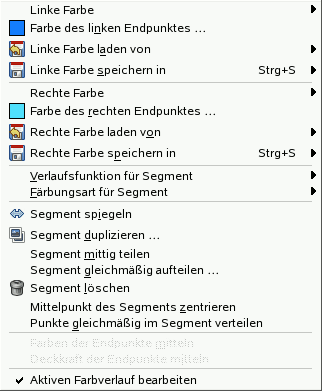 Linke Farbe
Farbe des linken Endpunktes ...
Linke Farbe laden von
Linke Farbe speichern in Strg+S
Rechte Farbe
Farbe des rechten Endpunktes ...
Rechte Farbe laden von
Rechte Farbe speichern in Strg+S
Verlaufsfunktion für Segment
Färbungsart für Segment
Segment spiegeln
Segment duplizieren ...
Segment mittig teilen
Segment gleichmäßig aufteilen ...
Segment löschen
Mittelpunkt des Segments zentrieren
Punkte gleichmäßig im Segment verteilen
Farben der Endpunkte mitteln
Deckkraft der Endpunkte mitteln
Aktiven Farbverlauf bearbeiten